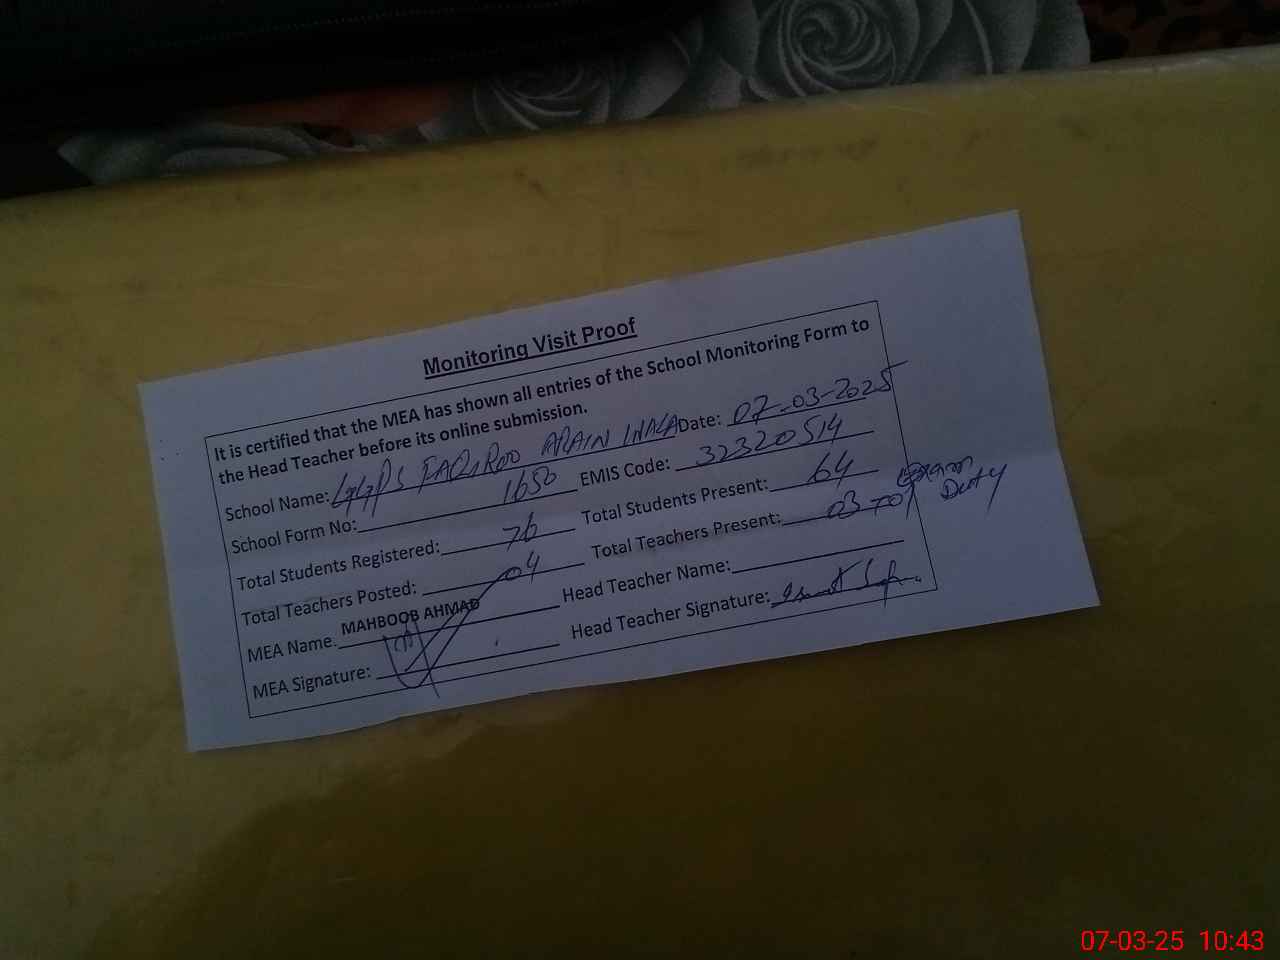 Monitoring Visit Proof
It is certified that the MEA has shown all entries of the School Monitoring Form to
the Head Teacher before its online submission.
School Name: GGPS ARAIN WALA Date: 07-03-2025
School Form No: 1650 EMIS Code: 32320514
Total Students Registered: 76 Total Students Present: 64
Total Teachers Posted: 04 Total Teachers Present: 03+01 Exam Duty
MEA Name. MAHBOOB AHMAD Head Teacher Name:
MEA Signature: Head Teacher Signature:
07-03-25 10:43